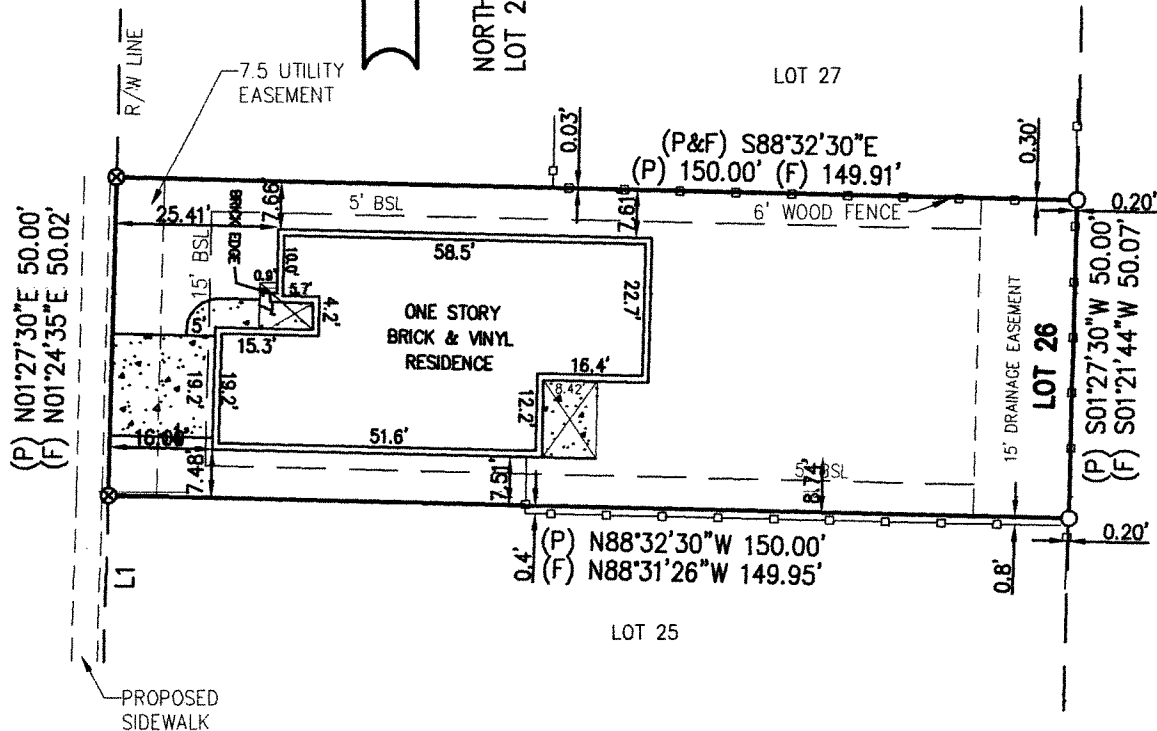 NORTH
LOT 2
R/W LINE
7.5 UTILITY
EASEMENT
LOT 27
0.03'
(P&F) S88°32'30"E
(P) 150.00' (F) 149.91'
0.30'
0.20'
25.41'
7.99'
5' BSL
7.61'
6' WOOD FENCE
(P) N01°27'30"E 50.00'
(F) N01°24'35"E 50.02'
15' BSL
BRICK EDGE
10.0'
58.5'
5.7'
4.2'
22.7'
ONE STORY
BRICK & VINYL
RESIDENCE
5'
15.3'
16.4'
8.42'
19.2'
19.2'
12.2'
51.6'
7.48'
7.51'
5' BSL
8.74'
15' DRAINAGE EASEMENT
LOT 26
(P) S01°27'30"W 50.00'
(F) S01°21'44"W 50.07'
0.4'
(P) N88°32'30"W 150.00'
(F) N88°31'26"W 149.95'
0.8'
0.20'
L1
LOT 25
PROPOSED
SIDEWALK